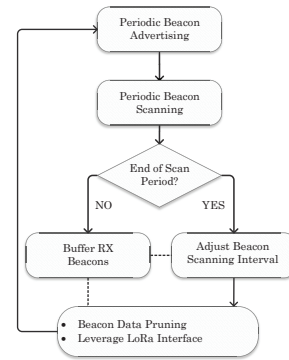 Periodic Beacon
Advertising
Periodic Beacon
Scanning
End of Scan
Period?
NO
YES
Buffer RX
Beacons
Adjust Beacon
Scanning Interval
• Beacon Data Pruning
• Leverage LoRa Interface